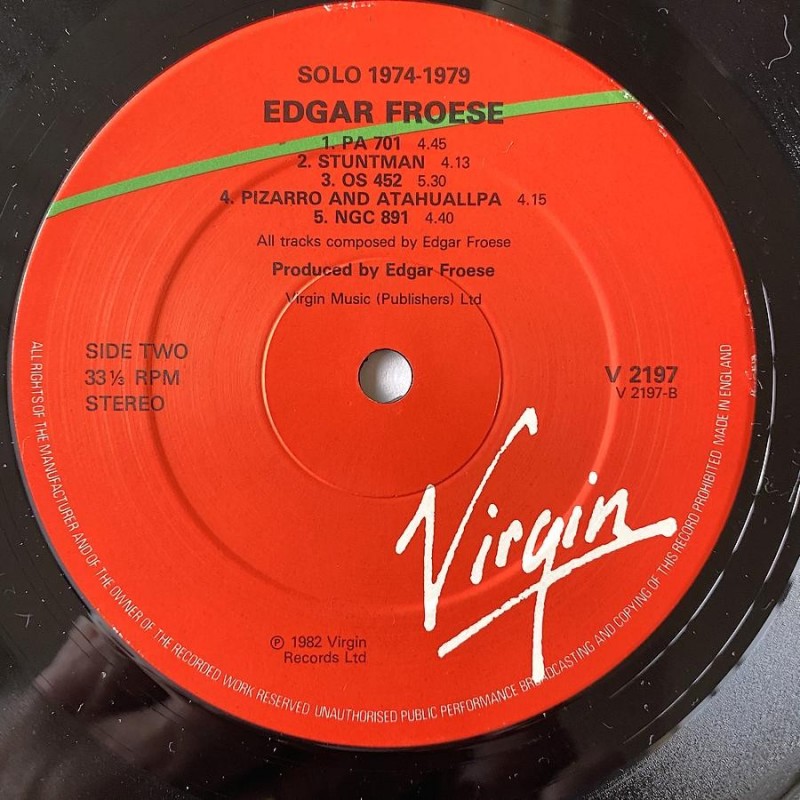 SOLO 1974-1979
EDGAR FROESE
1. PA 701 4.45
2. STUNTMAN 4.13
3. OS 452 5.30
4. PIZARRO AND ATAHUALLPA 4.15
5. NGC 891 4.40
All tracks composed by Edgar Froese
Produced by Edgar Froese
Virgin Music (Publishers) Ltd
SIDE TWO
33⅓ RPM
STEREO
V 2197
V 2197-B
Virgin
℗ 1982 Virgin
Records Ltd
ALL RIGHTS OF THE MANUFACTURER AND OF THE OWNER OF THE RECORDED WORK RESERVED UNAUTHORISED PUBLIC PERFORMANCE BROADCASTING AND COPYING OF THIS RECORD PROHIBITED MADE IN ENGLAND